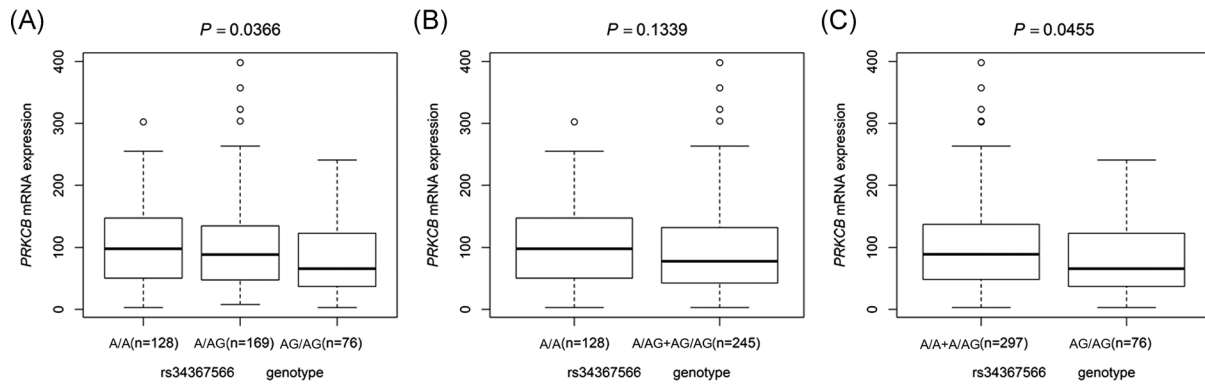 (A)
P = 0.0366
PRKCB mRNA expression
400
300
200
100
0
A/A(n=128) A/AG(n=169) AG/AG(n=76)
rs34367566 genotype
(B)
P = 0.1339
PRKCB mRNA expression
400
300
200
100
0
A/A(n=128) A/AG+AG/AG(n=245)
rs34367566 genotype
(C)
P = 0.0455
PRKCB mRNA expression
400
300
200
100
0
A/A+A/AG(n=297) AG/AG(n=76)
rs34367566 genotype